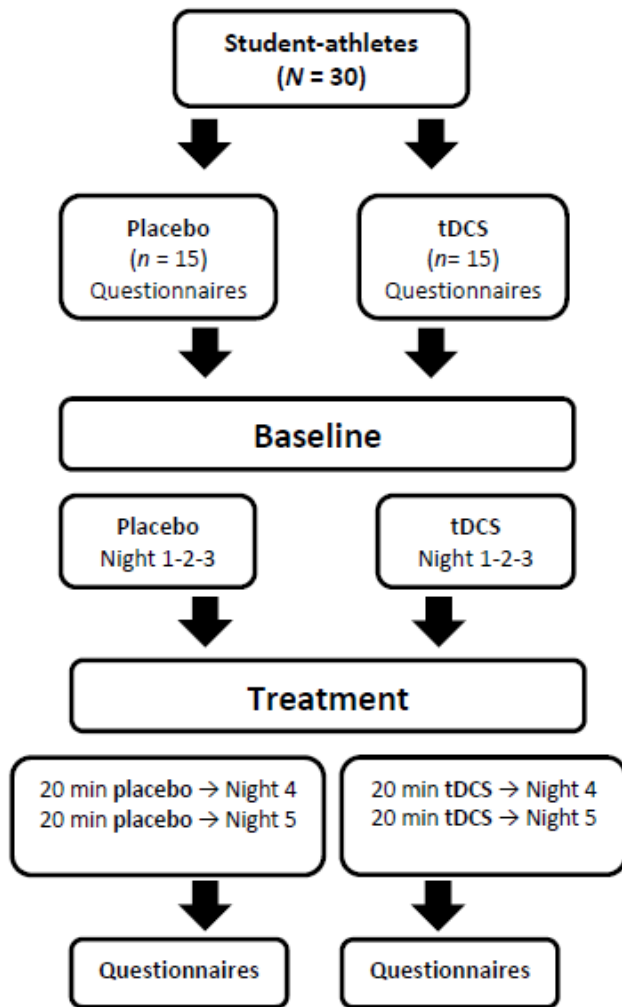 Student-athletes
(N = 30)
Placebo
(n = 15)
Questionnaires
tDCS
(n= 15)
Questionnaires
Baseline
Placebo
Night 1-2-3
tDCS
Night 1-2-3
Treatment
20 min placebo → Night 4
20 min placebo → Night 5
20 min tDCS → Night 4
20 min tDCS → Night 5
Questionnaires
Questionnaires